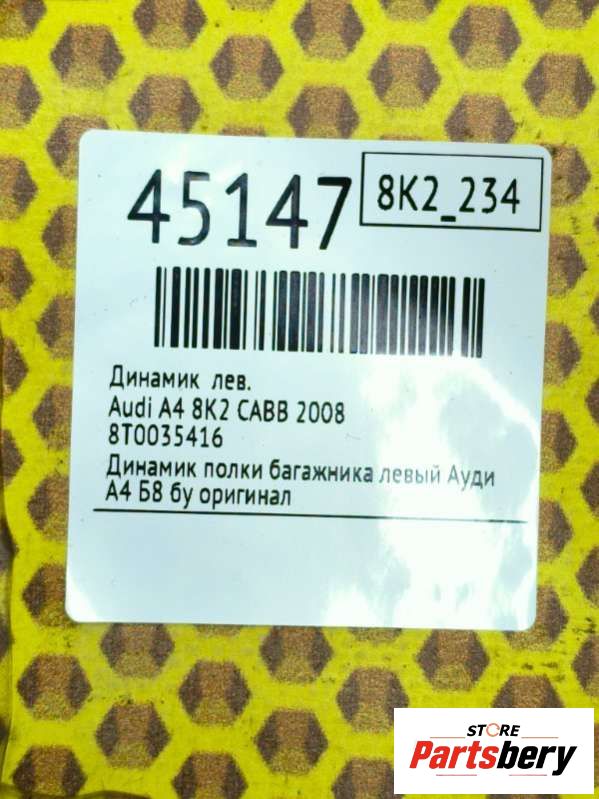 45147
8K2_234
Динамик лев.
Audi A4 8K2 CABB 2008
8T0035416
Динамик полки багажника левый Ауди
А4 Б8 бу оригинал
STORE
Partsbery